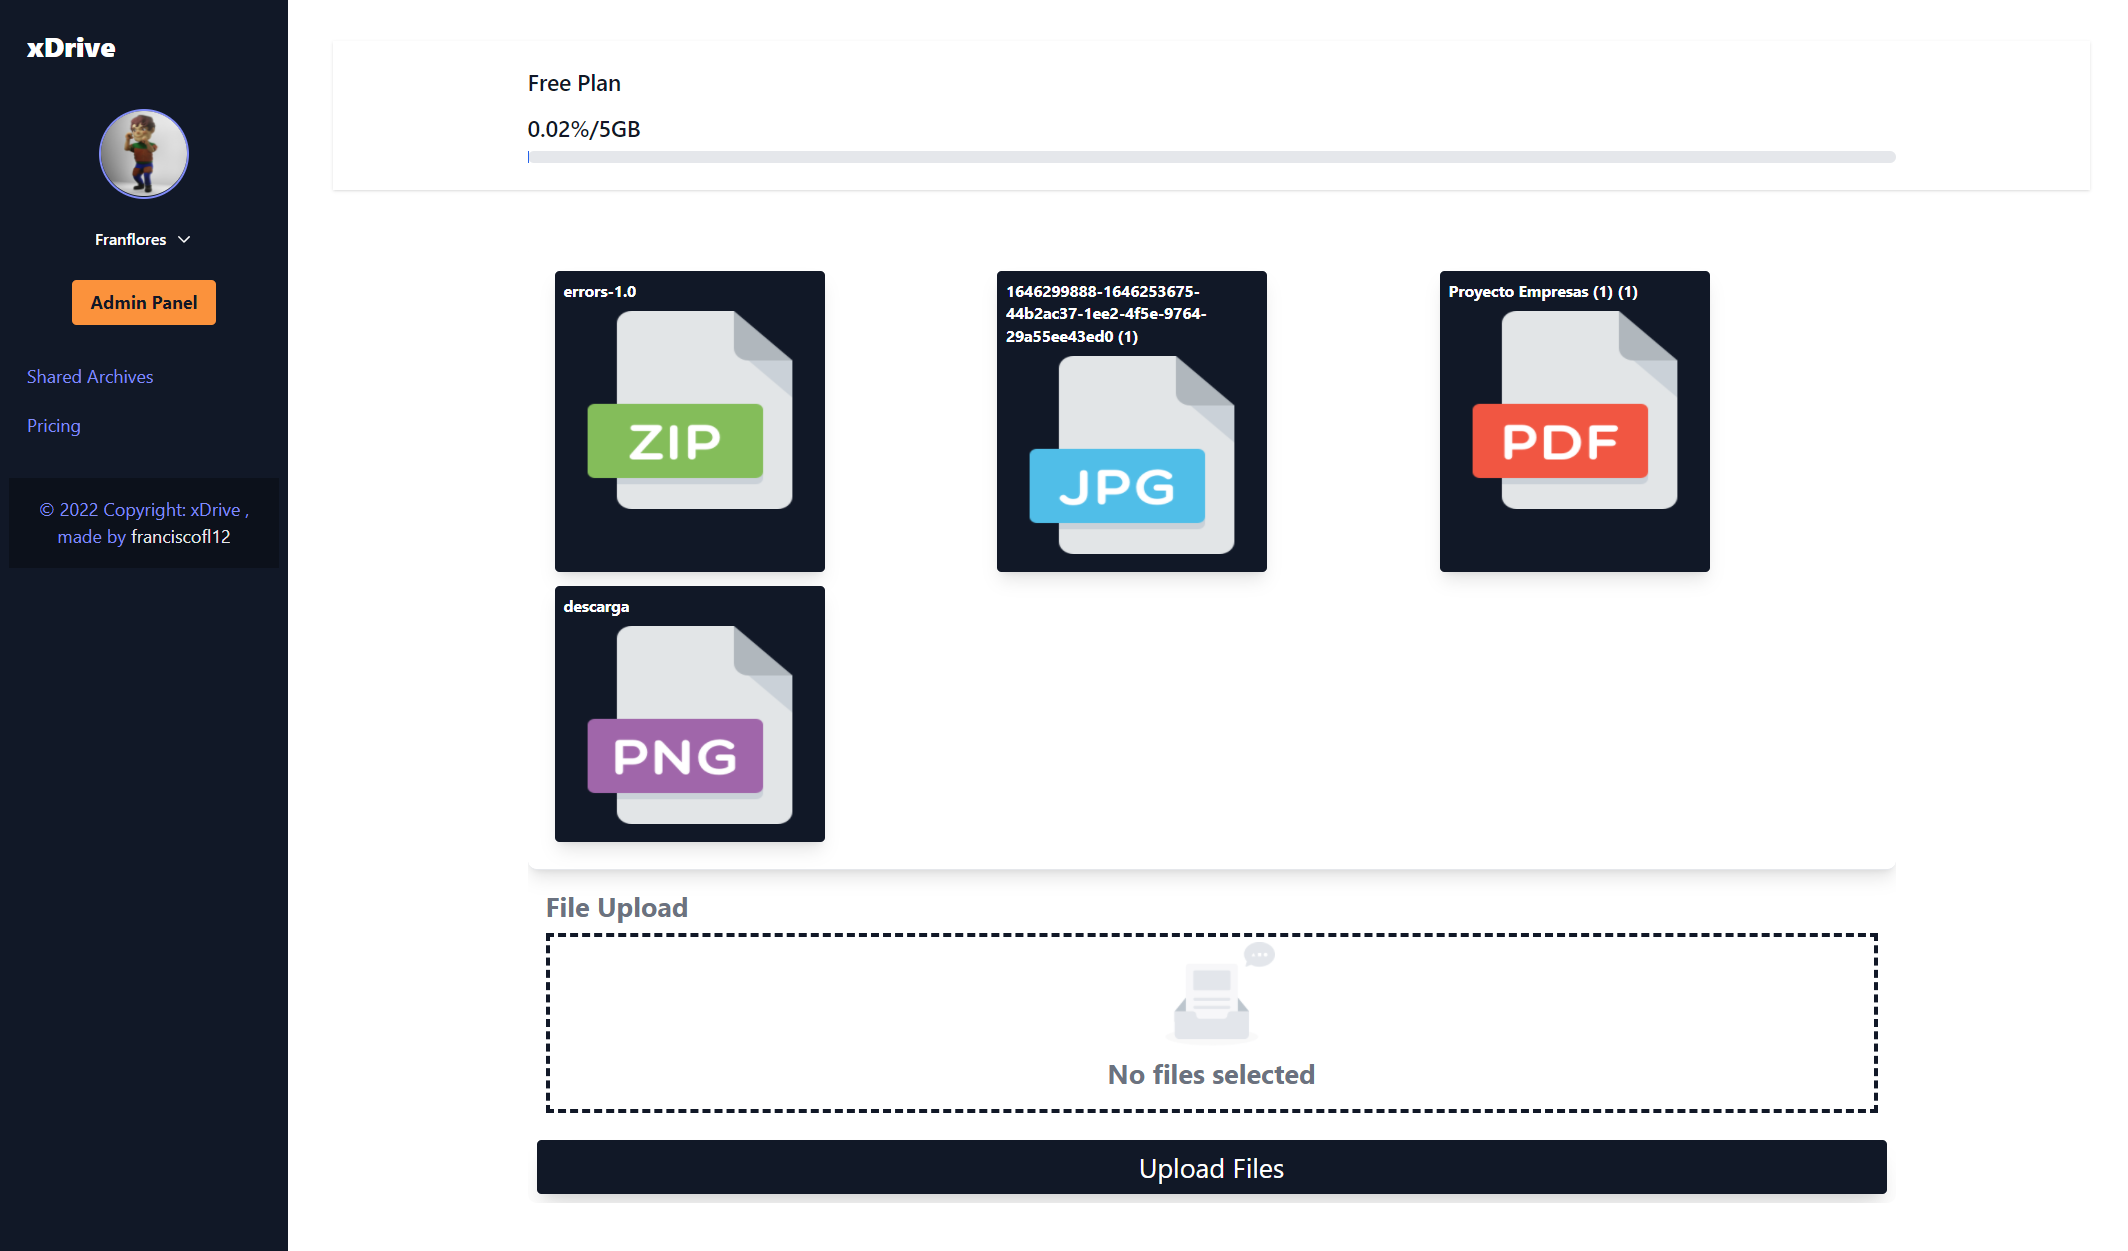 xDrive
Franflores
Admin Panel
Shared Archives
Pricing
© 2022 Copyright: xDrive ,
made by franciscofl12
Free Plan
0.02%/5GB
errors-1.0
ZIP
1646299888-1646253675-
44b2ac37-1ee2-4f5e-9764-
29a55ee43ed0 (1)
JPG
Proyecto Empresas (1) (1)
PDF
descarga
PNG
File Upload
No files selected
Upload Files